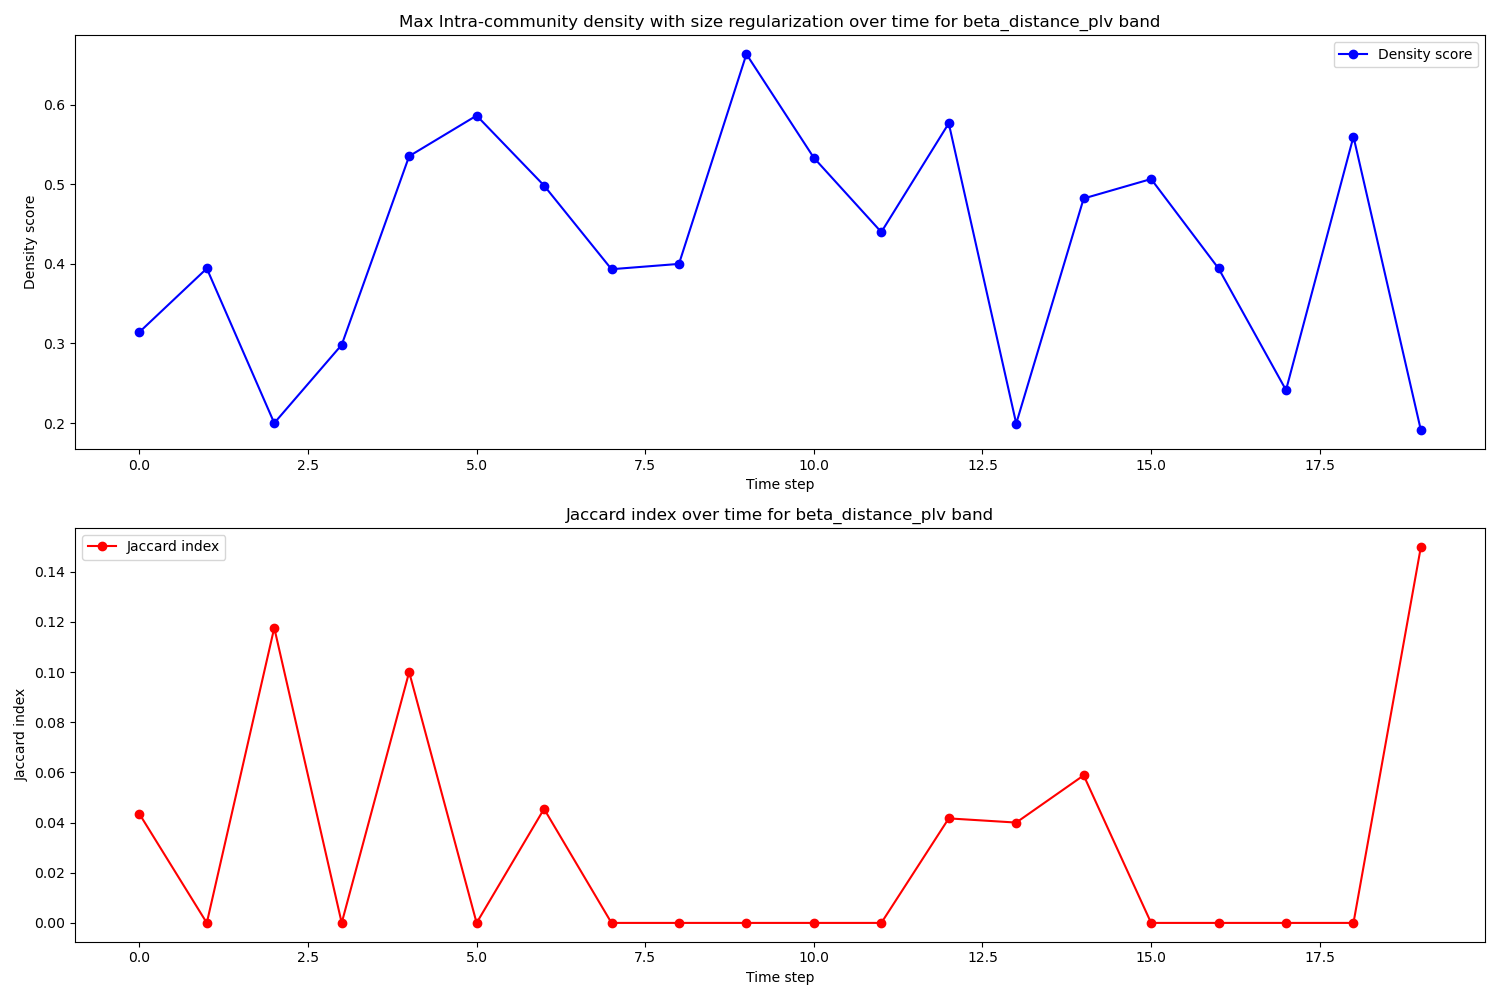 Max Intra-community density with size regularization over time for beta_distance_plv band
Density score
Density score
0.6
0.5
0.4
0.3
0.2
0.0 2.5 5.0 7.5 10.0 12.5 15.0 17.5
Time step
Jaccard index over time for beta_distance_plv band
Jaccard index
Jaccard index
0.14
0.12
0.10
0.08
0.06
0.04
0.02
0.00
0.0 2.5 5.0 7.5 10.0 12.5 15.0 17.5
Time step